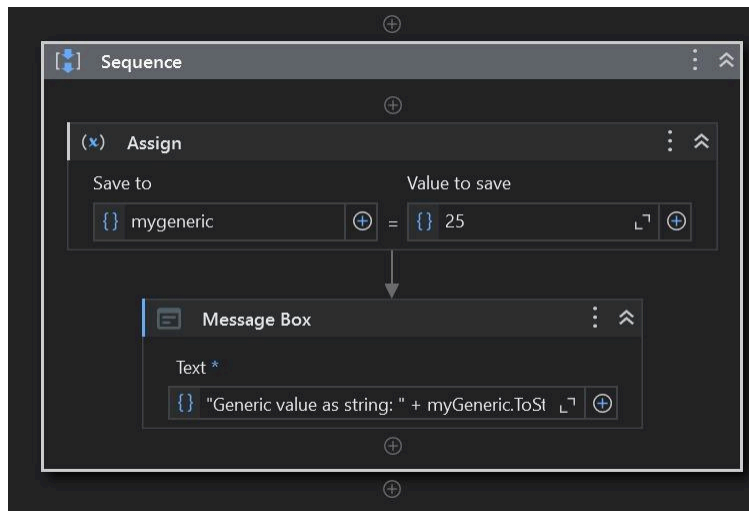 Sequence
(x) Assign
Save to Value to save
{} mygeneric = {} 25
Message Box
Text *
{} "Generic value as string: " + myGeneric.ToSt